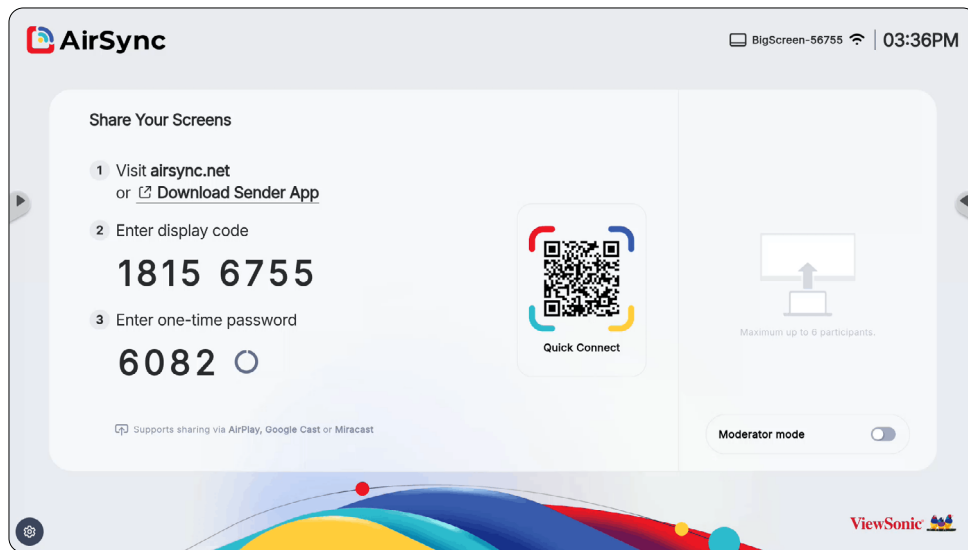 AirSync
BigScreen-56755
03:36PM
Share Your Screens
1 Visit airsync.net
or Download Sender App
2 Enter display code
1815 6755
3 Enter one-time password
6082
Supports sharing via AirPlay, Google Cast or Miracast
Quick Connect
Maximum up to 6 participants.
Moderator mode
ViewSonic